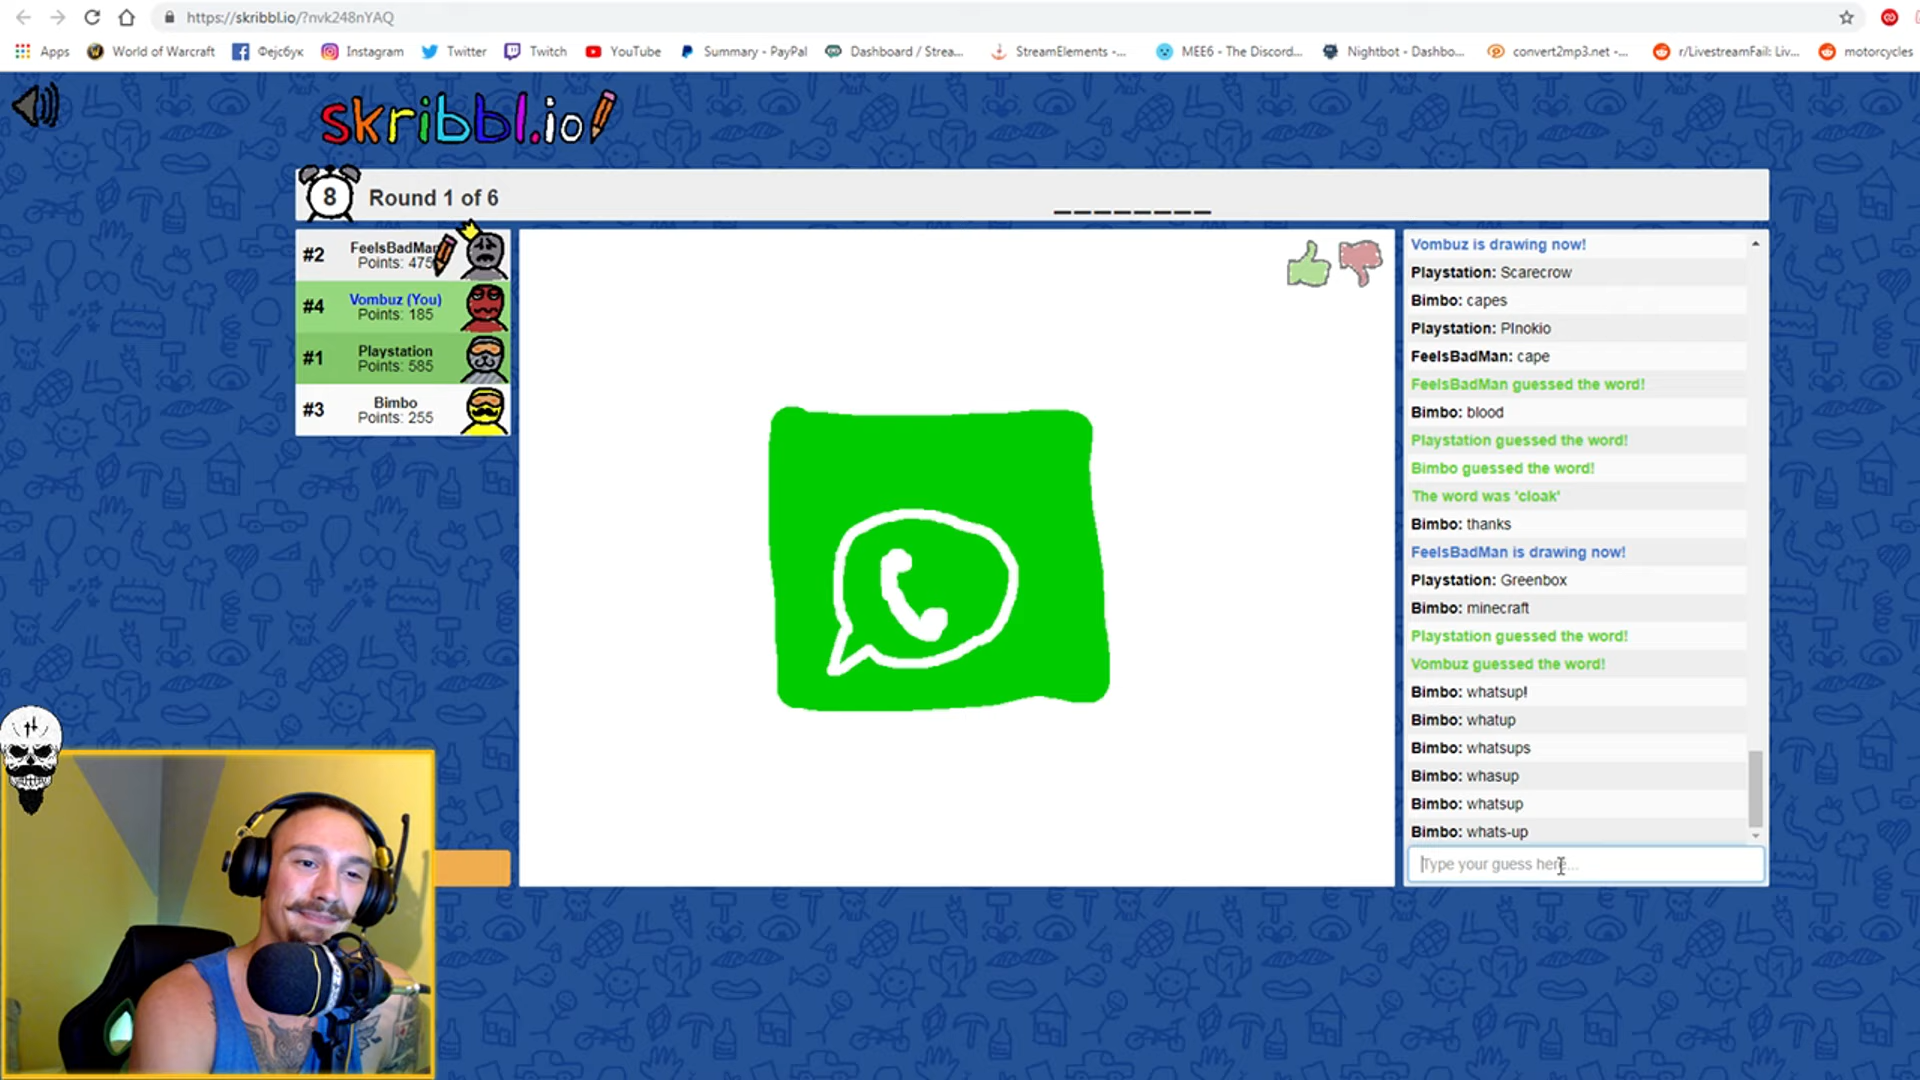 https://skribbl.io/?nvk248nYAQ
Apps World of Warcraft Фејсбук Instagram Twitter Twitch YouTube Summary - PayPal Dashboard / Strea... StreamElements -... MEE6 - The Discord... Nightbot - Dashbo... convert2mp3.net -... r/LivestreamFail: Liv... motorcycles
skribbl.io
8 Round 1 of 6 ________
#2 FeelsBadMan
Points: 475
#4 Vombuz (You)
Points: 185
#1 Playstation
Points: 585
#3 Bimbo
Points: 255
Vombuz is drawing now!
Playstation: Scarecrow
Bimbo: capes
Playstation: PInokio
FeelsBadMan: cape
FeelsBadMan guessed the word!
Bimbo: blood
Playstation guessed the word!
Bimbo guessed the word!
The word was 'cloak'
Bimbo: thanks
FeelsBadMan is drawing now!
Playstation: Greenbox
Bimbo: minecraft
Playstation guessed the word!
Vombuz guessed the word!
Bimbo: whatsup!
Bimbo: whatup
Bimbo: whatsups
Bimbo: whasup
Bimbo: whatsup
Bimbo: whats-up
Type your guess here...